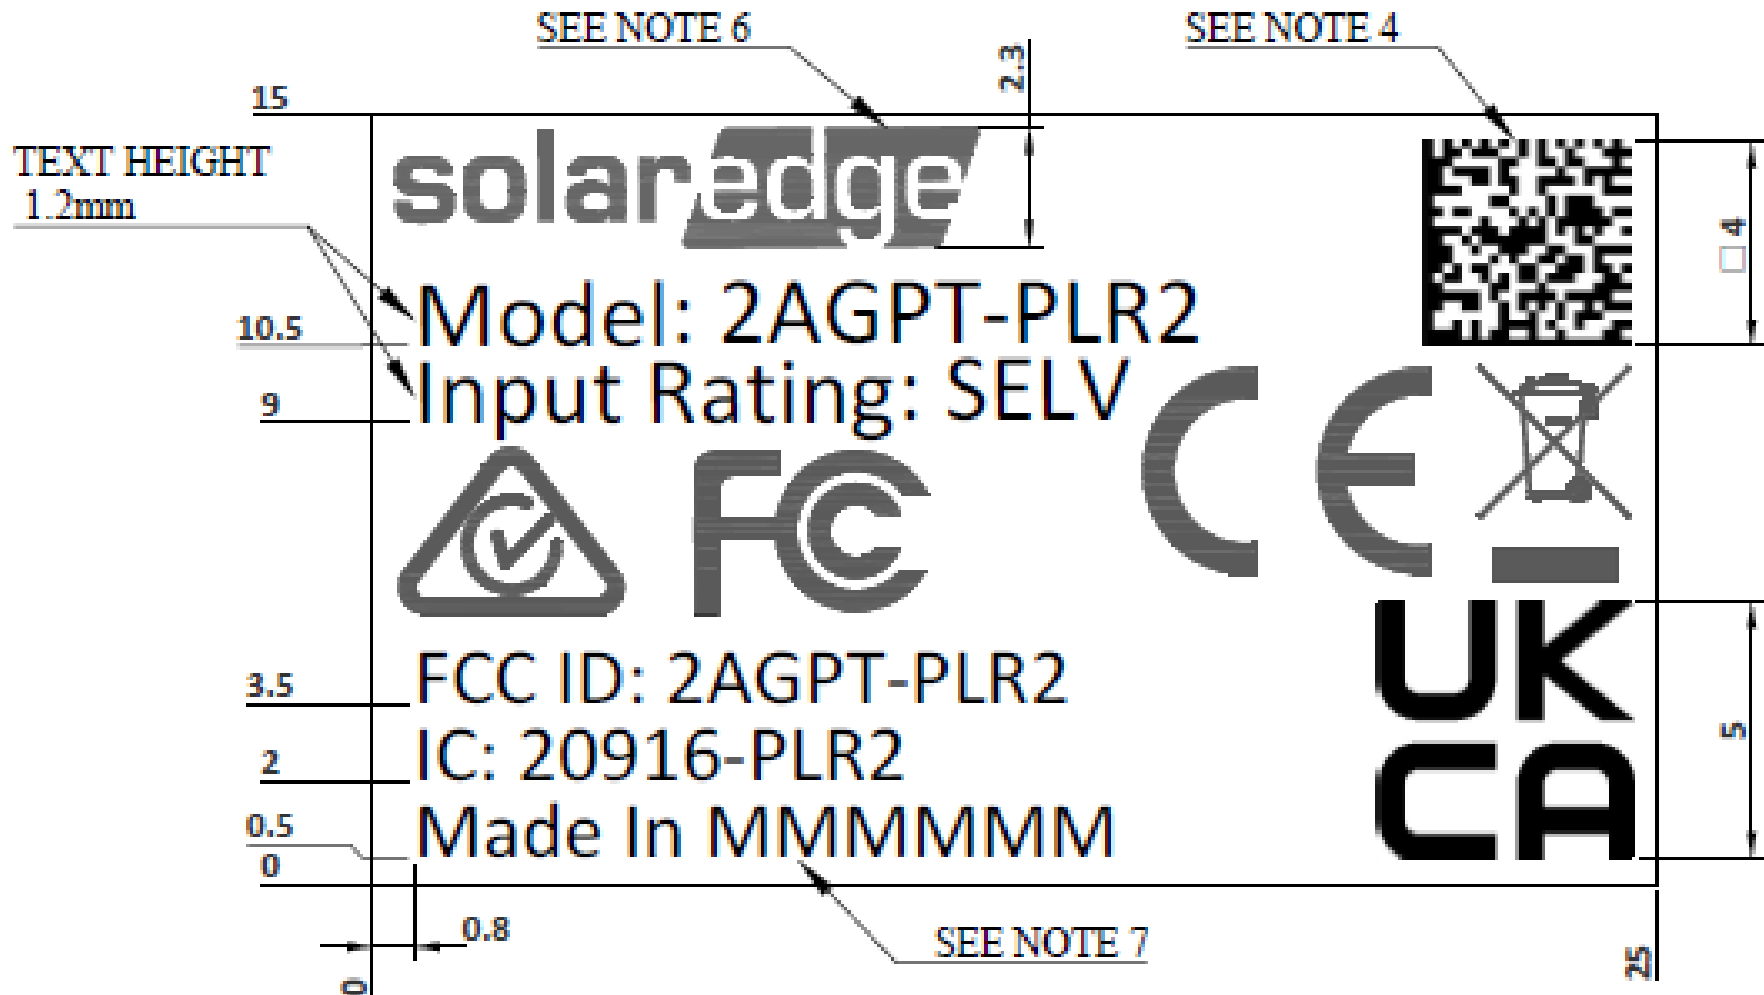 SEE NOTE 6
SEE NOTE 4
2.3
15
TEXT HEIGHT
1.2mm
solaredge
□ 4
Model: 2AGPT-PLR2
10.5
Input Rating: SELV
9
FC
CE
FCC ID: 2AGPT-PLR2
3.5
UK
CA
5
IC: 20916-PLR2
2
Made In MMMMMM
0.5
0
0.8
SEE NOTE 7
0
25